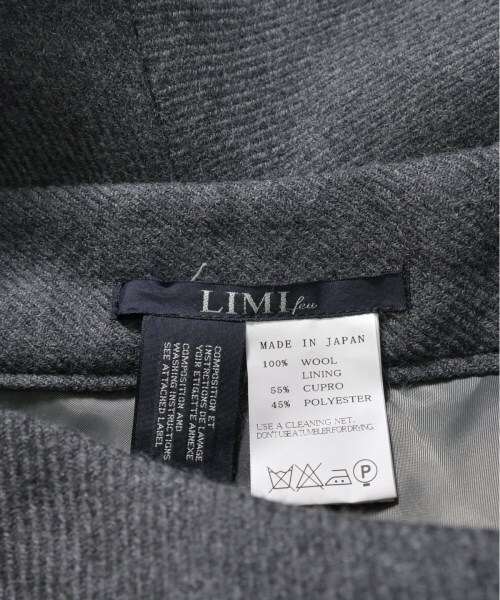 LIMI feu
COMPOSITION ET
INSTRUCTIONS DE LAVAGE
VOIR ETIQUETTE ANNEXE
COMPOSITION AND
WASHING INSTRUCTIONS
SEE ATTACHED LABEL
MADE IN JAPAN
100% WOOL
LINING
55% CUPRO
45% POLYESTER
USE A CLEANING NET.
DON'T USE A TUMBLER FOR DRYING.
P